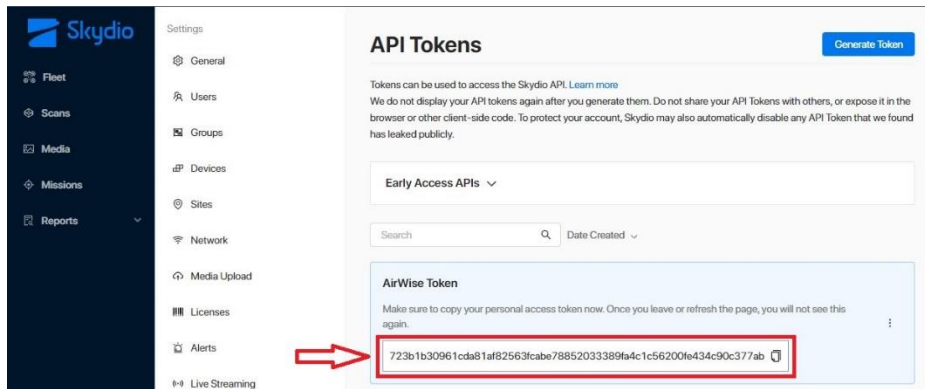 Skydio
Fleet
Scans
Media
Missions
Reports
Settings
General
Users
Groups
Devices
Sites
Network
Media Upload
Licenses
Alerts
Live Streaming
API Tokens
Generate Token
Tokens can be used to access the Skydio API. Learn more
We do not display your API tokens again after you generate them. Do not share your API Tokens with others, or expose it in the
browser or other client-side code. To protect your account, Skydio may also automatically disable any API Token that we found
has leaked publicly.
Early Access APIs
Search
Date Created
AirWise Token
Make sure to copy your personal access token now. Once you leave or refresh the page, you will not see this
again.
723b1b30961cda81af82563fcabe78852033389fa4c1c56200fe434c90c377ab